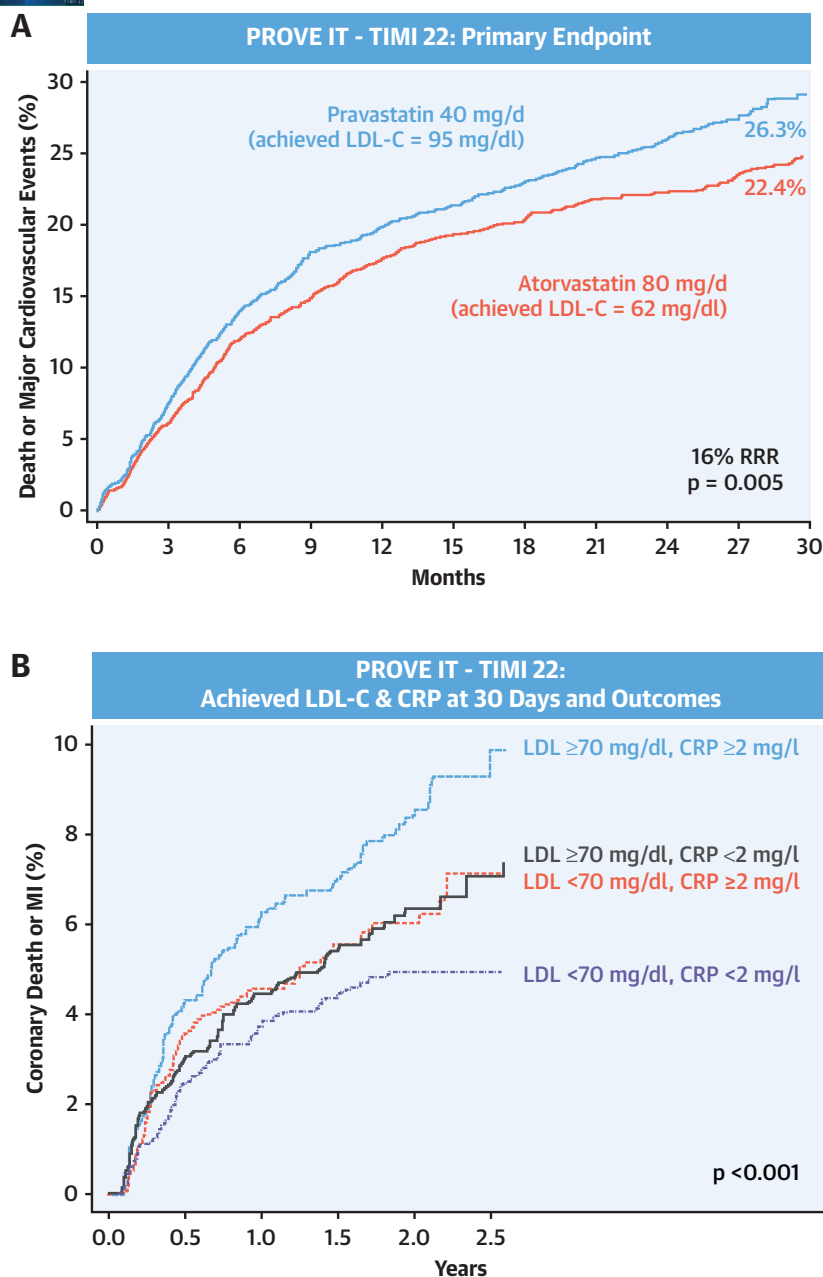 A
PROVE IT - TIMI 22: Primary Endpoint
Death or Major Cardiovascular Events (%)
30
25
20
15
10
5
0
Pravastatin 40 mg/d
(achieved LDL-C = 95 mg/dl)
26.3%
22.4%
Atorvastatin 80 mg/d
(achieved LDL-C = 62 mg/dl)
16% RRR
p = 0.005
0 3 6 9 12 15 18 21 24 27 30
Months
B
PROVE IT - TIMI 22:
Achieved LDL-C & CRP at 30 Days and Outcomes
Coronary Death or MI (%)
10
8
6
4
2
0
LDL ≥70 mg/dl, CRP ≥2 mg/l
LDL ≥70 mg/dl, CRP <2 mg/l
LDL <70 mg/dl, CRP ≥2 mg/l
LDL <70 mg/dl, CRP <2 mg/l
p <0.001
0.0 0.5 1.0 1.5 2.0 2.5
Years